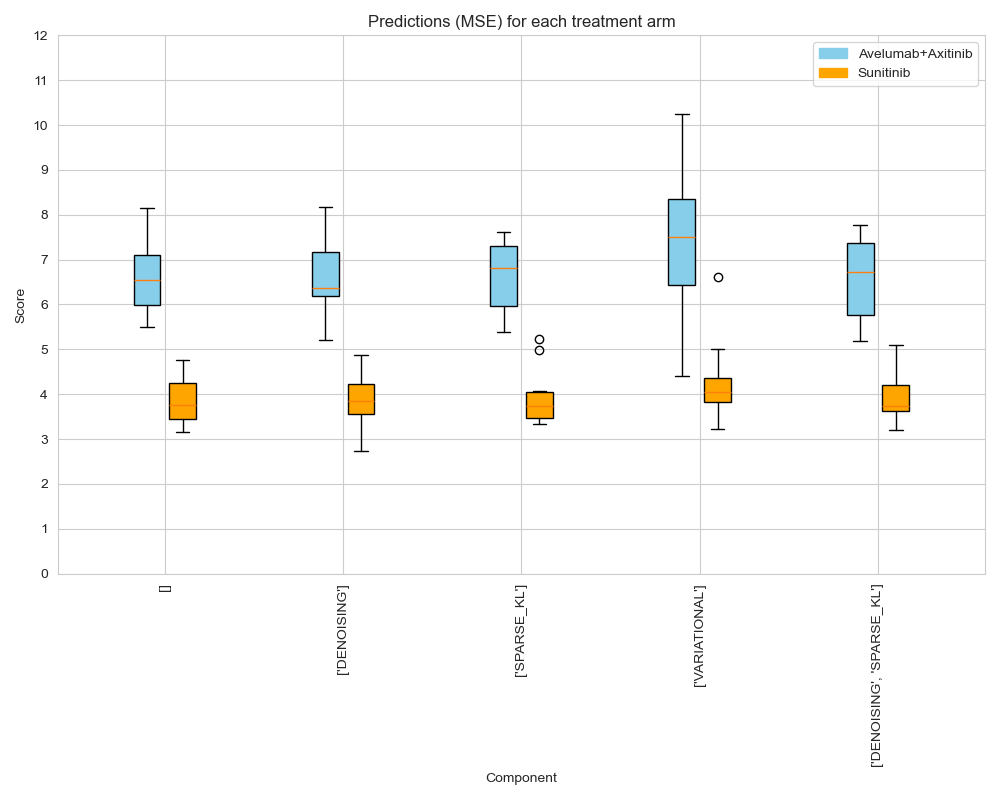 Predictions (MSE) for each treatment arm
Avelumab+Axitinib
Sunitinib
Score
12
11
10
9
8
7
6
5
4
3
2
1
0
[]
['DENOISING']
['SPARSE_KL']
['VARIATIONAL']
['DENOISING', 'SPARSE_KL']
Component